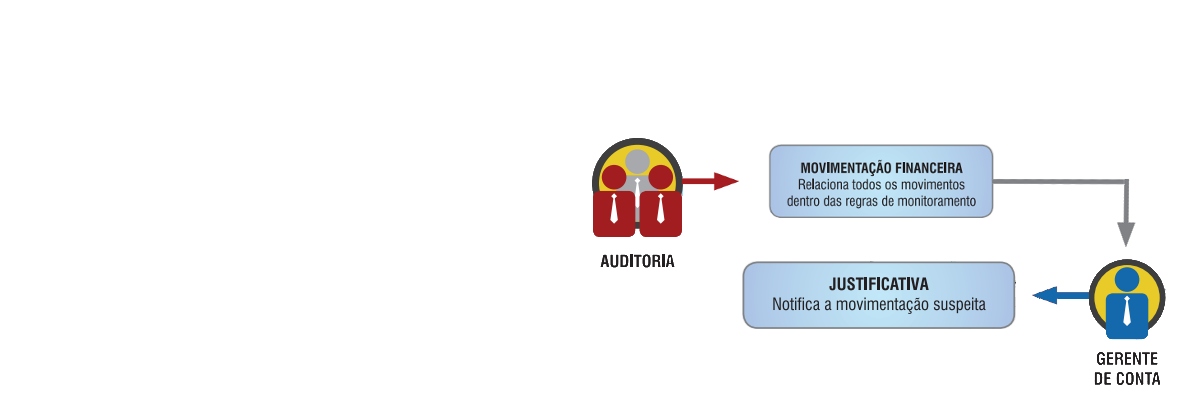 MOVIMENTAÇÃO FINANCEIRA
Relaciona todos os movimentos
dentro das regras de monitoramento
AUDITORIA
JUSTIFICATIVA
Notifica a movimentação suspeita
GERENTE
DE CONTA